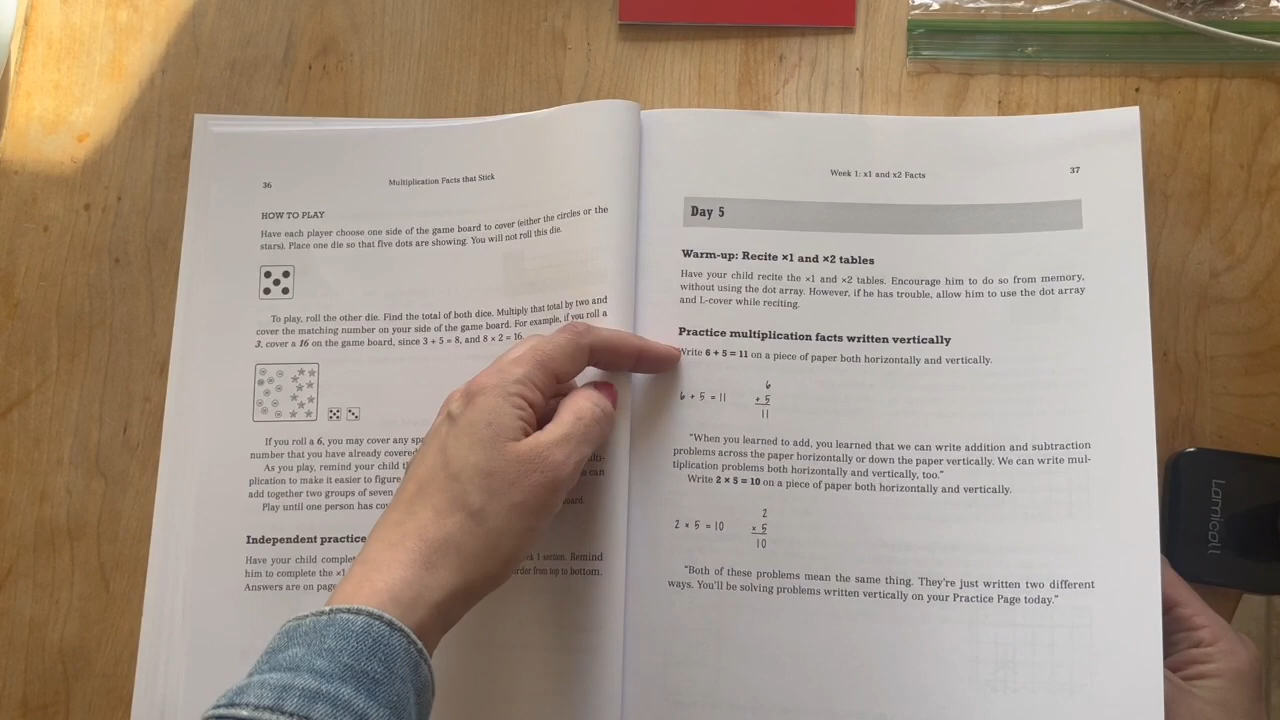 36
Multiplication Facts that Stick
HOW TO PLAY
Have each player choose one side of the game board to cover (either the circles or the
stars). Place one die so that five dots are showing. You will not roll this die.
To play, roll the other die. Find the total of both dice. Multiply that total by two and
cover the matching number on your side of the game board. For example, if you roll a
3, cover a 16 on the game board, since 3 + 5 = 8, and 8 × 2 = 16.
If you roll a 6, you may cover any
number that you have already covered
As you play, remind your child
plication to make it easier to figure can
add together two groups of seven
Play until one person has
Independent practice
Have your child 1 section. Remind
him to complete the ×1 order from top to bottom.
Answers are on
Week 1: x1 and x2 Facts
37
Day 5
Warm-up: Recite ×1 and ×2 tables
Have your child recite the ×1 and ×2 tables. Encourage him to do so from memory,
without using the dot array. However, if he has trouble, allow him to use the dot array
and L-cover while reciting.
Practice multiplication facts written vertically
Write 6 + 5 = 11 on a piece of paper both horizontally and vertically.
6 + 5 = 11
6
+ 5
11
"When you learned to add, you learned that we can write addition and subtraction
problems across the paper horizontally or down the paper vertically. We can write mul-
tiplication problems both horizontally and vertically, too."
Write 2 × 5 = 10 on a piece of paper both horizontally and vertically.
2 × 5 = 10
2
× 5
10
"Both of these problems mean the same thing. They're just written two different
ways. You'll be solving problems written vertically on your Practice Page today."
Lamicall